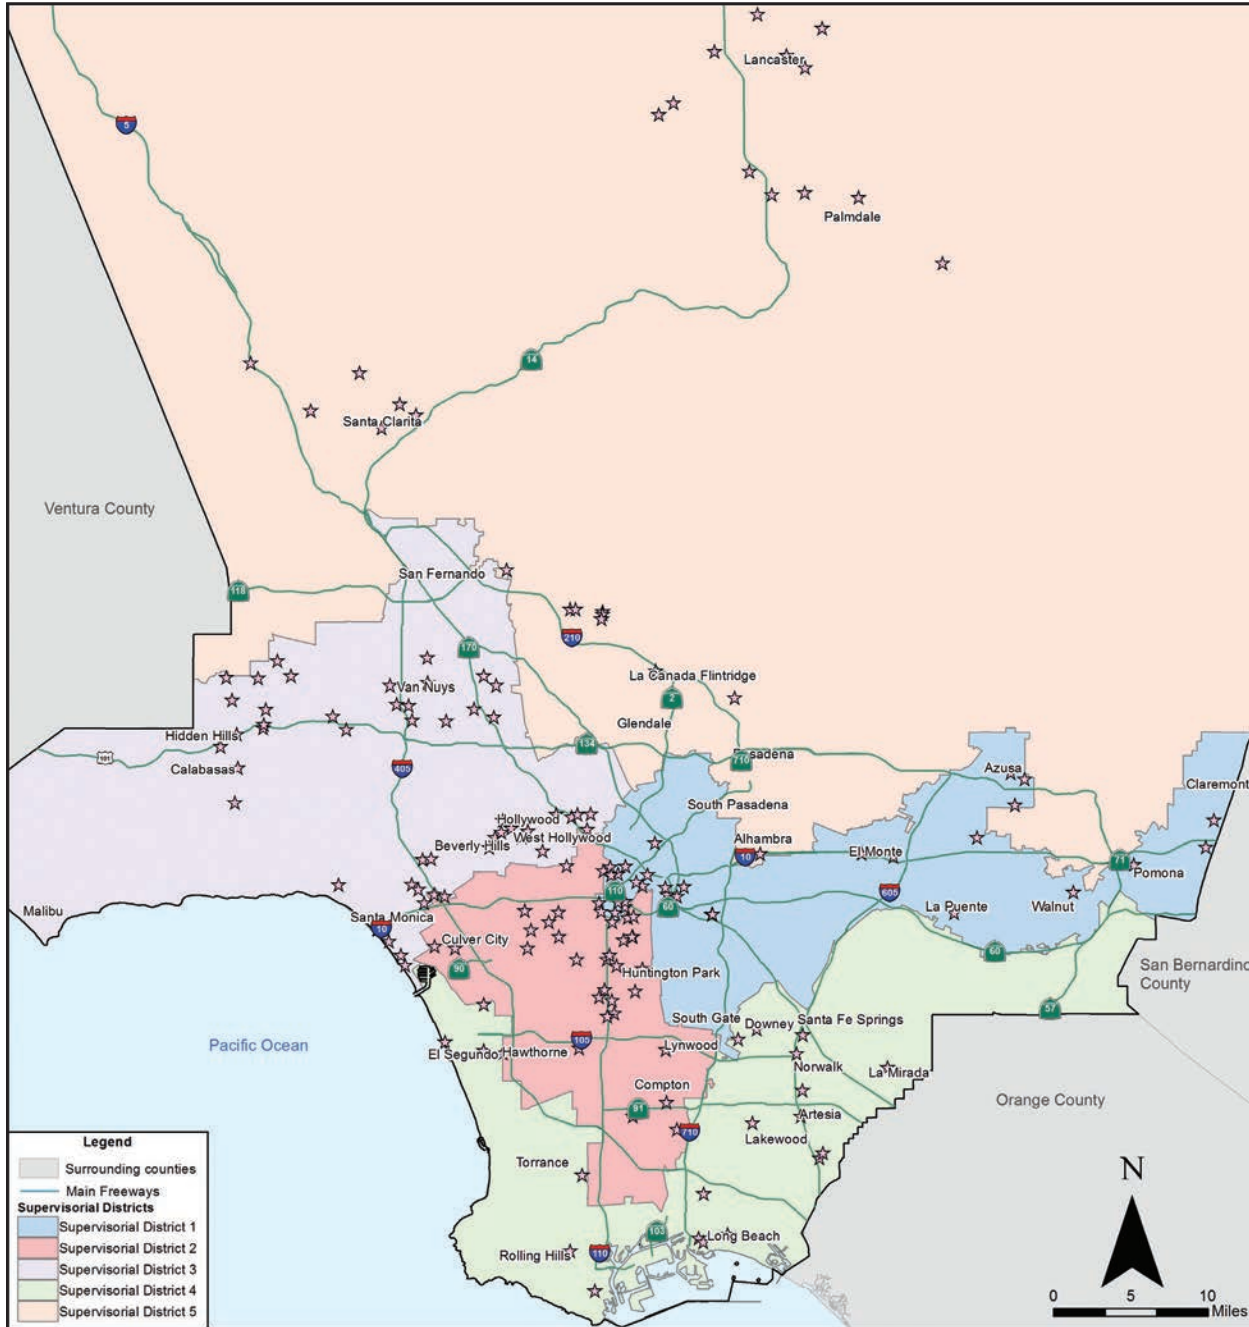 Lancaster
5
Palmdale
14
Santa Clarita
Ventura County
San Fernando
118
210
170
La Canada Flintridge
Van Nuys
2
Glendale
Hidden Hills
134
Pasadena
101
710
Calabasas
405
Azusa
Claremont
South Pasadena
Hollywood
West Hollywood
Beverly Hills
Alhambra
10
El Monte
71
Pomona
110
605
60
La Puente
Walnut
Malibu
Santa Monica
10
Culver City
90
60
San Bernardino
County
Huntington Park
57
South Gate
Downey
Santa Fe Springs
Pacific Ocean
105
El Segundo
Hawthorne
Lynwood
Norwalk
La Mirada
Compton
91
Orange County
Artesia
710
Lakewood
Torrance
N
103
Long Beach
Rolling Hills
110
Legend
Surrounding counties
Main Freeways
Supervisorial Districts
Supervisorial District 1
Supervisorial District 2
Supervisorial District 3
Supervisorial District 4
Supervisorial District 5
0 5 10
Miles